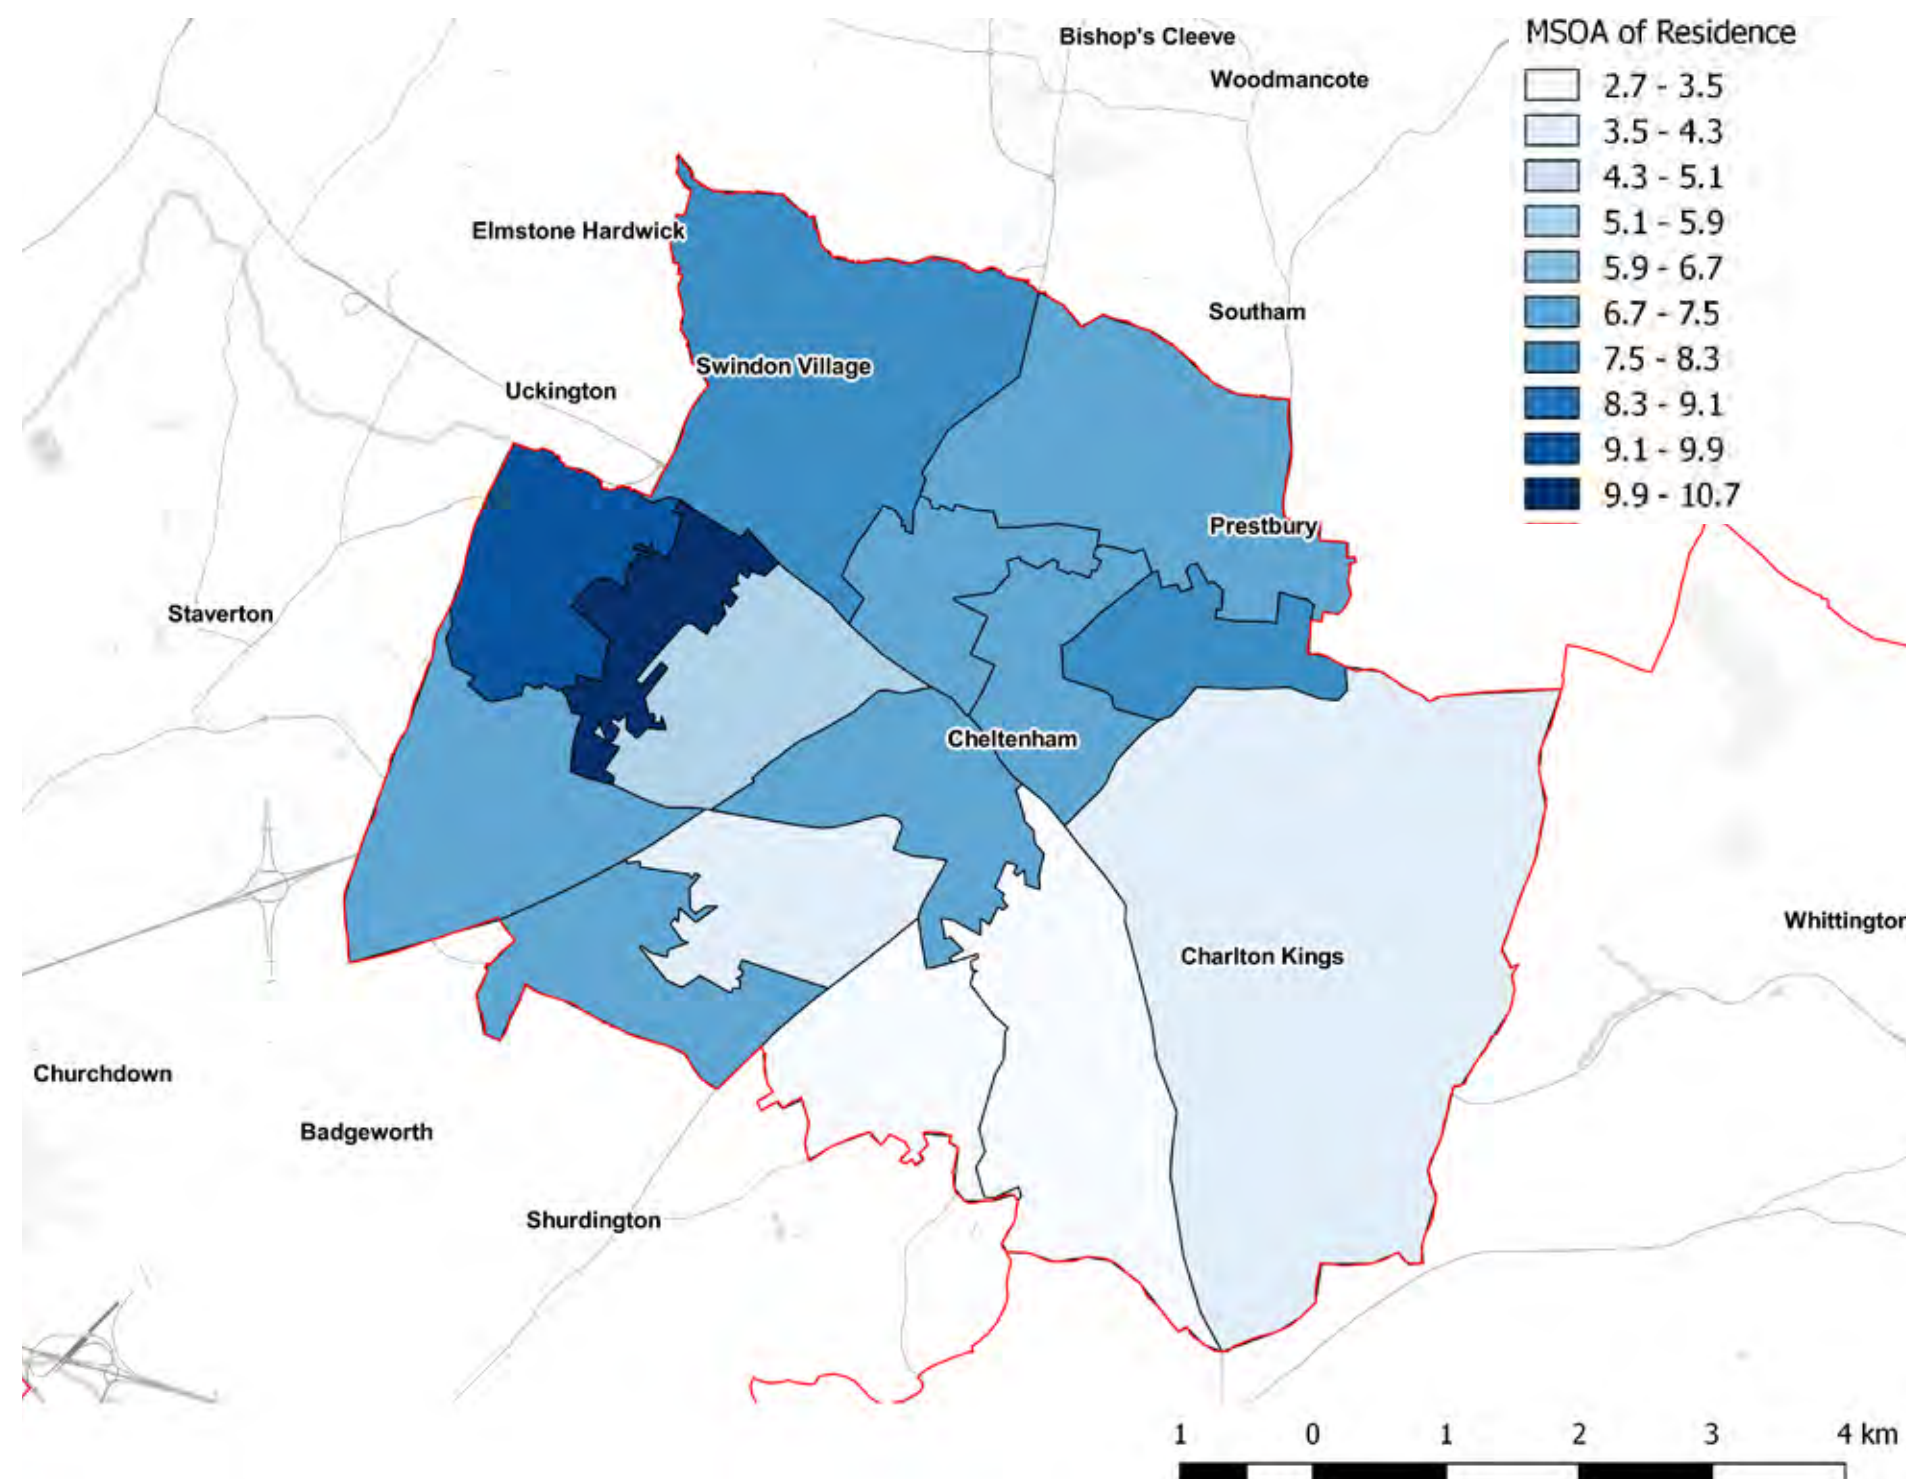 Bishop's Cleeve
Woodmancote
MSOA of Residence
2.7 - 3.5
3.5 - 4.3
4.3 - 5.1
5.1 - 5.9
5.9 - 6.7
6.7 - 7.5
7.5 - 8.3
8.3 - 9.1
9.1 - 9.9
9.9 - 10.7
Elmstone Hardwick
Southam
Swindon Village
Uckington
Prestbury
Staverton
Cheltenham
Whittington
Charlton Kings
Churchdown
Badgeworth
Shurdington
1 0 1 2 3 4 km